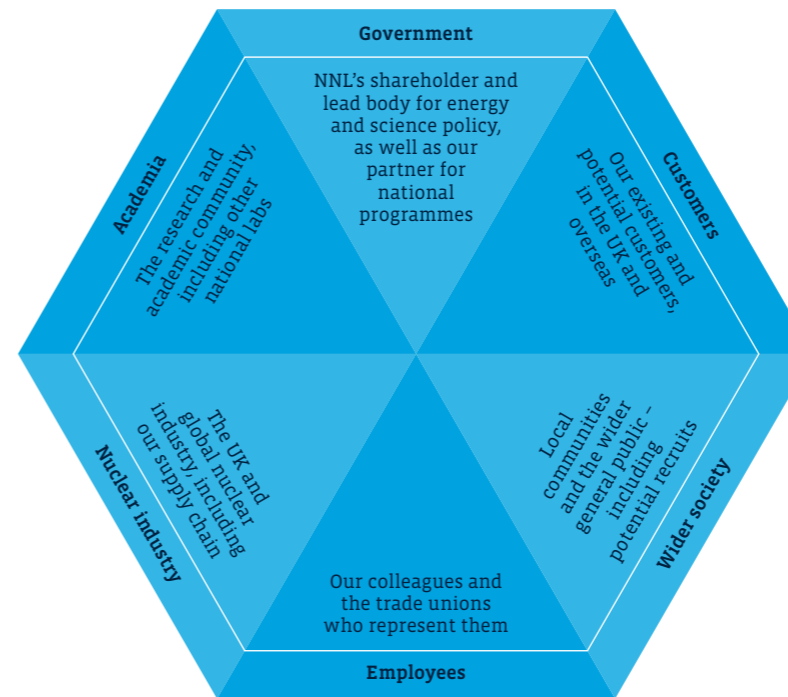 Government
NNL's shareholder and
lead body for energy
and science policy,
as well as our
partner for
national
programmes
Customers
Our existing and
potential customers,
in the UK and
overseas
Wider society
Local
communities
and the wider
general public –
including
potential recruits
Employees
Our colleagues and
the trade unions
who represent them
Nuclear industry
The UK and
global nuclear
industry, including
our supply chain
Academia
The research and
academic community,
including other
national labs